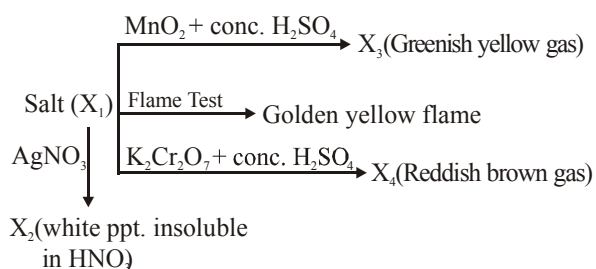 MnO₂ + conc. H₂SO₄
X₃(Greenish yellow gas)
Salt (X₁)
Flame Test
Golden yellow flame
AgNO₃
K₂Cr₂O₇ + conc. H₂SO₄
X₄(Reddish brown gas)
X₂(white ppt. insoluble
in HNO₃)